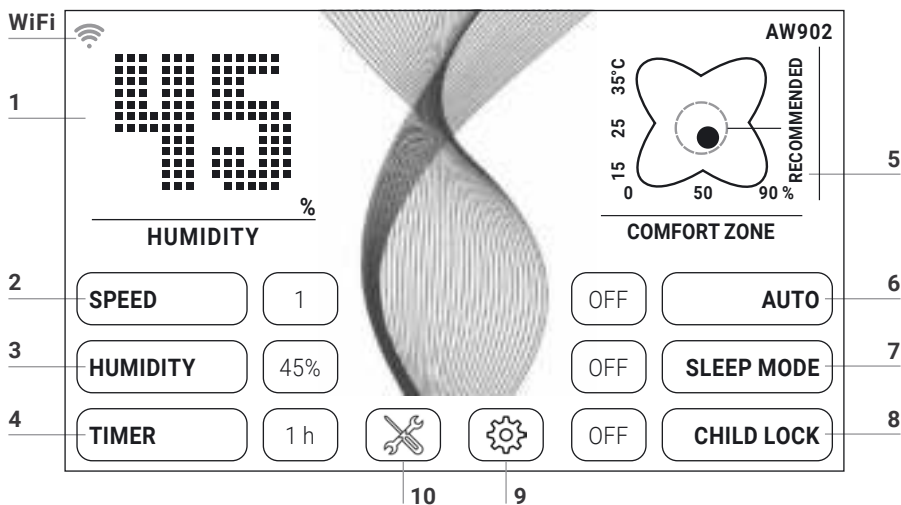 WiFi
AW902
1
45
%
HUMIDITY
35°C
25
15
0 50 90 %
RECOMMENDED
5
COMFORT ZONE
2
SPEED 1
OFF AUTO
6
3
HUMIDITY 45%
OFF SLEEP MODE
7
4
TIMER 1 h
OFF CHILD LOCK
8
10
9